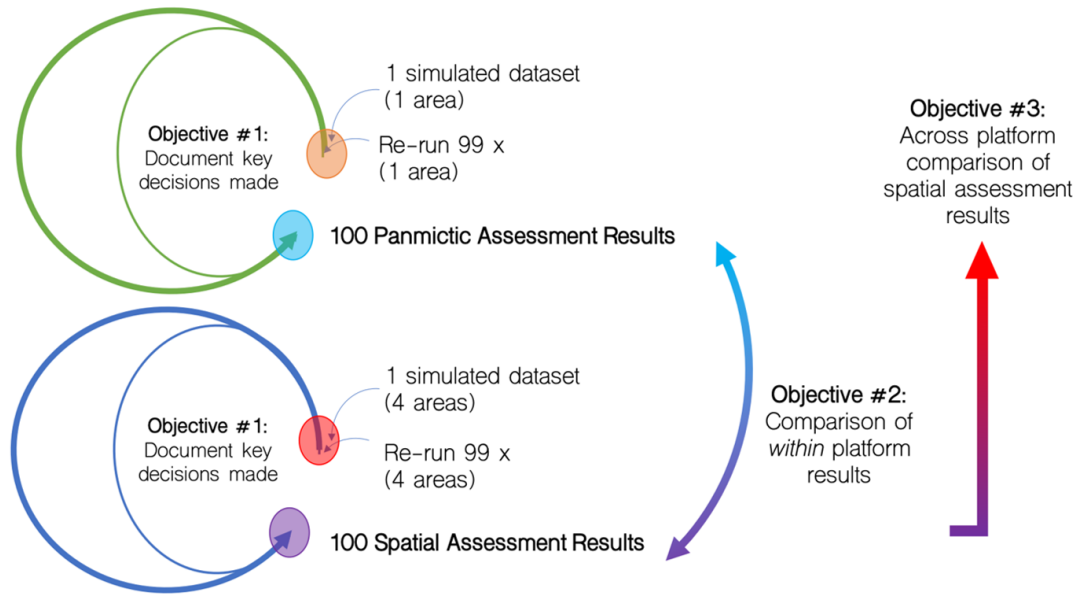 Objective #1:
Document key
decisions made
1 simulated dataset
(1 area)
Re-run 99 x
(1 area)
100 Panmictic Assessment Results
Objective #1:
Document key
decisions made
1 simulated dataset
(4 areas)
Re-run 99 x
(4 areas)
100 Spatial Assessment Results
Objective #2:
Comparison of
within platform
results
Objective #3:
Across platform
comparison of
spatial assessment
results